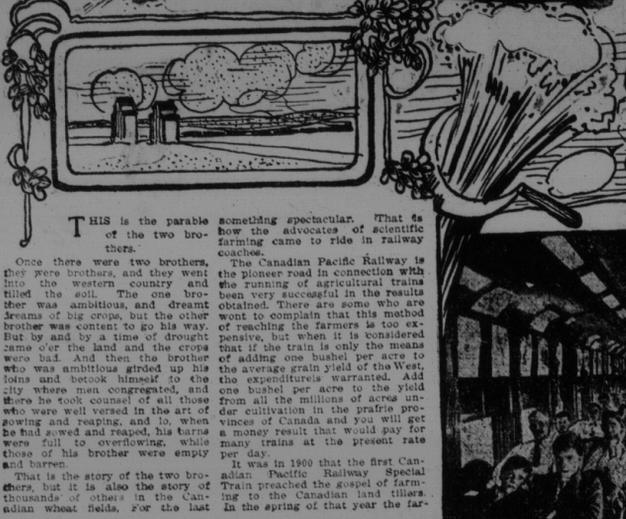 THIS is the parable
of the two bro-
thers.
Once there were two brothers,
they were brothers, and they went
into the western country and
tilled the soil. The one bro-
ther was ambitious, and dreamt
dreams of big crops, but the other
brother was content to go his way.
But by and by a time of drought
came o'er the land and the crops
were bad. And then the brother
who was ambitious girded up his
loins and betook himself to the
city where men congregated, and
there he took counsel of all those
who were well versed in the art of
sowing and reaping, and lo, when
he had sowed and reaped, his barns
were full to overflowing, while
those of his brother were empty
and barren.
That is the story of the two bro-
thers, but it is also the story of
thousands of others in the Can-
adian wheat fields. For the last
something spectacular. That is
how the advocates of scientific
farming came to ride in railway
coaches.
The Canadian Pacific Railway is
the pioneer road in connection with
the running of agricultural trains
been very successful in the results
obtained. There are some who are
wont to complain that this method
of reaching the farmers is too ex-
pensive, but when it is considered
that if the train is only the means
of adding one bushel per acre to
the average grain yield of the West,
the expenditureis warranted. Add
one bushel per acre to the yield
from all the millions of acres un-
der cultivation in the prafrie pro-
vinces of Canada and you will get
a money result that would pay for
many trains at the present rate
per day.
It was in 1900 that the first Can-
adian Pacific Railway Special
Train preached the gospel of farm-
ing to the Canadian land tillers.
In the spring of that year the far-